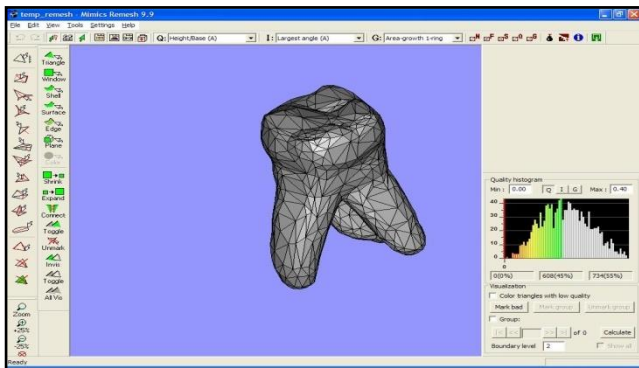 temp_remesh - Mimics Remesh 9.9
File Edit View Tools Settings Help
Q: Height/Base (A) I: Largest angle (A) G: Area-growth 1-ring
Triangle
Window
Shell
Surface
Edge
Plane
Color
Shrink
Expand
Connect
Toggle
Unmark
Invis
Toggle
All Vis
Zoom
+25%
-25%
Quality histogram
Min : 0.00 Q I G Max : 0.40
40
30
20
10
0
0
0(0%) 608(45%) 734(55%)
Visualization
Color triangles with low quality
Mark bad Mark group Unmark group
Group:
|< << >> >| of 0 Calculate
Boundary level 2 Show all
Ready